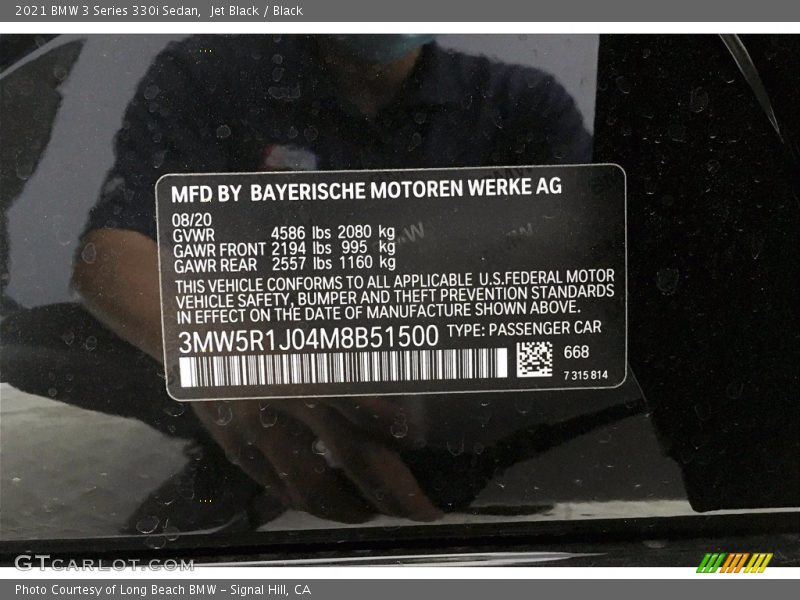 2021 BMW 3 Series 330i Sedan, Jet Black / Black
MFD BY BAYERISCHE MOTOREN WERKE AG
08/20
GVWR 4586 lbs 2080 kg
GAWR FRONT 2194 lbs 995 kg
GAWR REAR 2557 lbs 1160 kg
THIS VEHICLE CONFORMS TO ALL APPLICABLE U.S.FEDERAL MOTOR
VEHICLE SAFETY, BUMPER AND THEFT PREVENTION STANDARDS
IN EFFECT ON THE DATE OF MANUFACTURE SHOWN ABOVE.
3MW5R1J04M8B51500 TYPE: PASSENGER CAR
668
7 315 814
GTcarlot.com
Photo Courtesy of Long Beach BMW - Signal Hill, CA